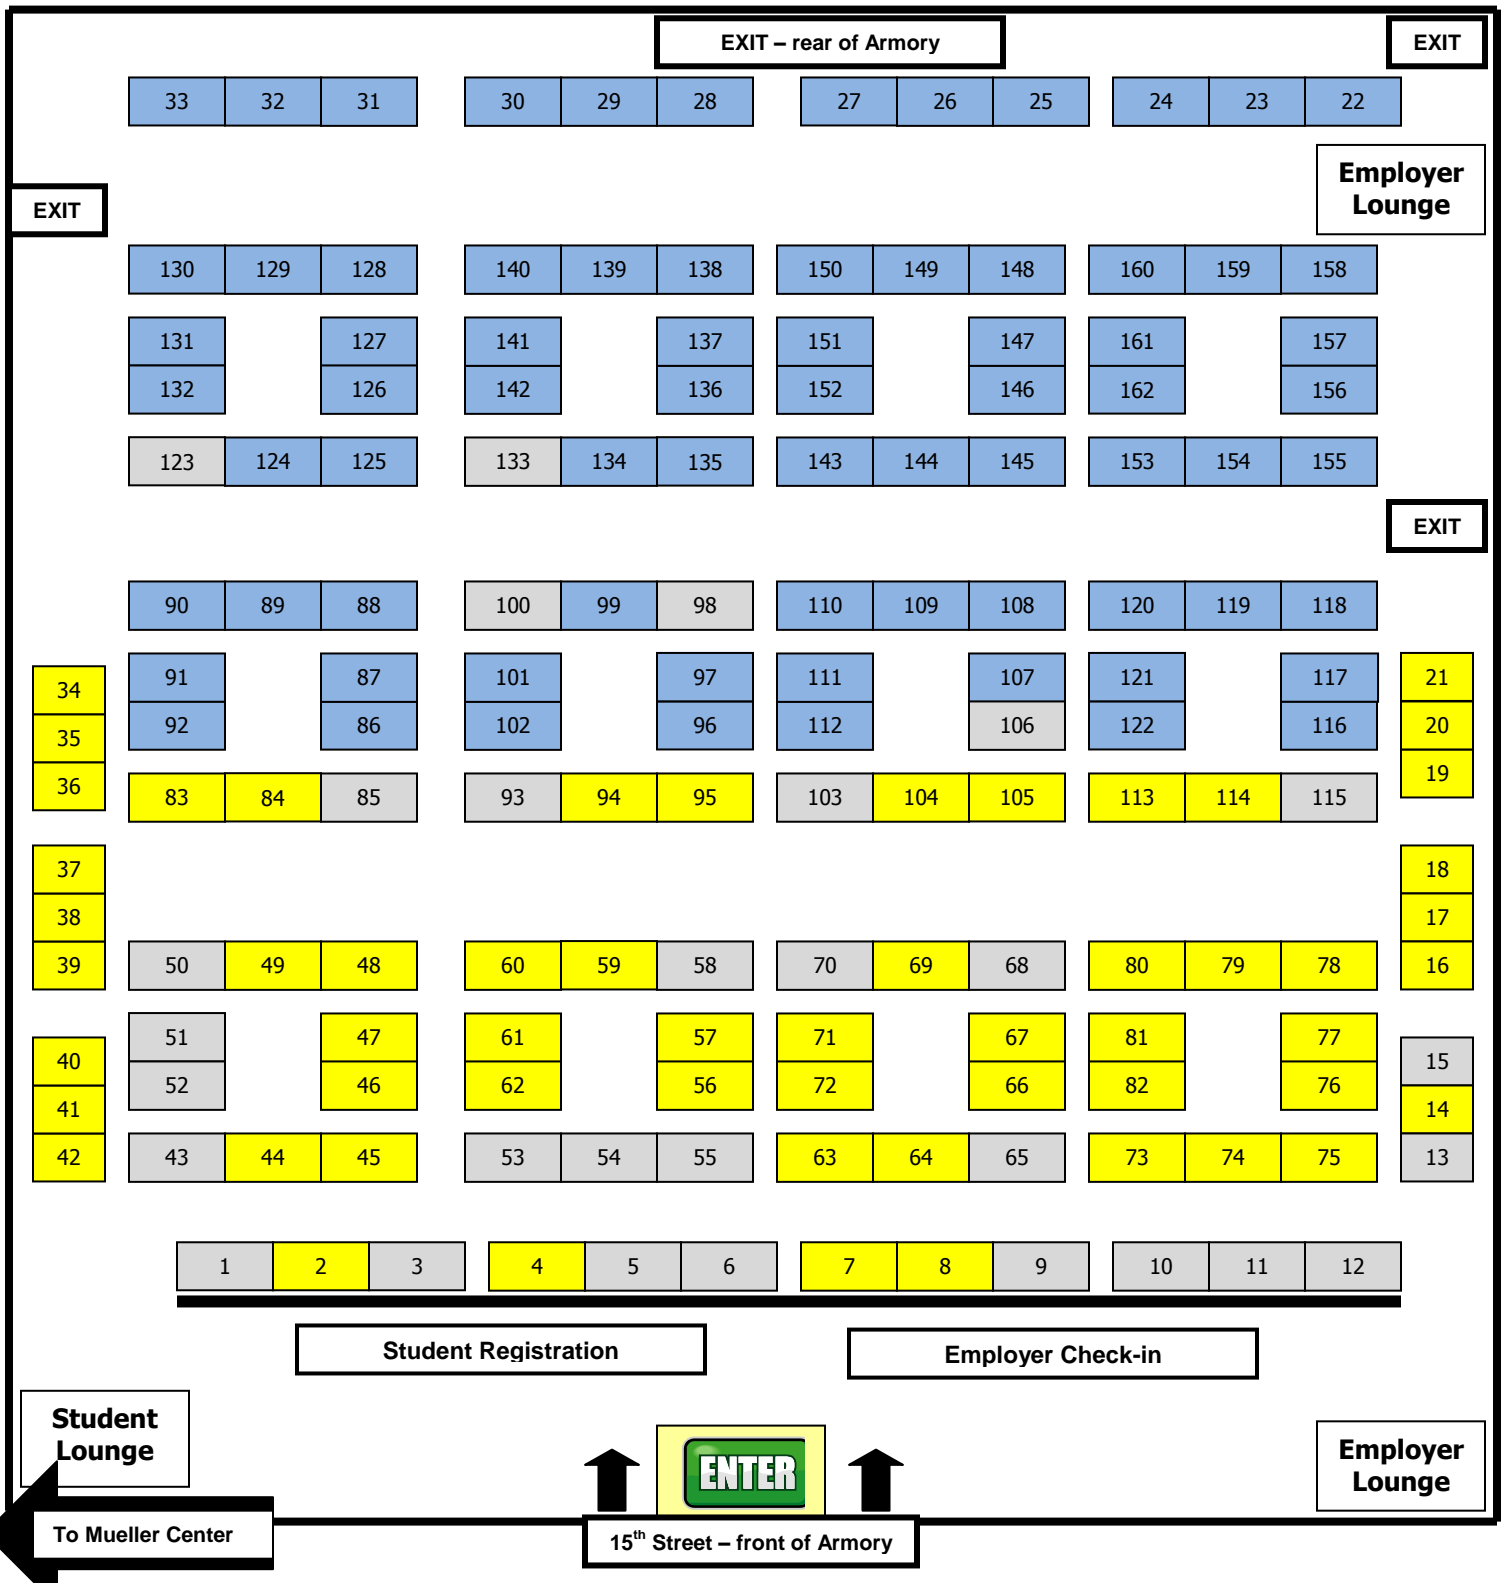 EXIT – rear of Armory EXIT
33 32 31 30 29 28 27 26 25 24 23 22
Employer
Lounge
EXIT
130 129 128 140 139 138 150 149 148 160 159 158
131 127 141 137 151 147 161 157
132 126 142 136 152 146 162 156
123 124 125 133 134 135 143 144 145 153 154 155
EXIT
90 89 88 100 99 98 110 109 108 120 119 118
34 91 87 101 97 111 107 121 117 21
35 92 86 102 96 112 106 122 116 20
36 83 84 85 93 94 95 103 104 105 113 114 115 19
37 18
38 17
39 50 49 48 60 59 58 70 69 68 80 79 78 16
51 47 61 57 71 67 81 77
40 15
52 46 62 56 72 66 82 76
41 14
42 43 44 45 53 54 55 63 64 65 73 74 75 13
1 2 3 4 5 6 7 8 9 10 11 12
Student Registration Employer Check-in
Student
Lounge
ENTER
Employer
Lounge
To Mueller Center
15th Street – front of Armory